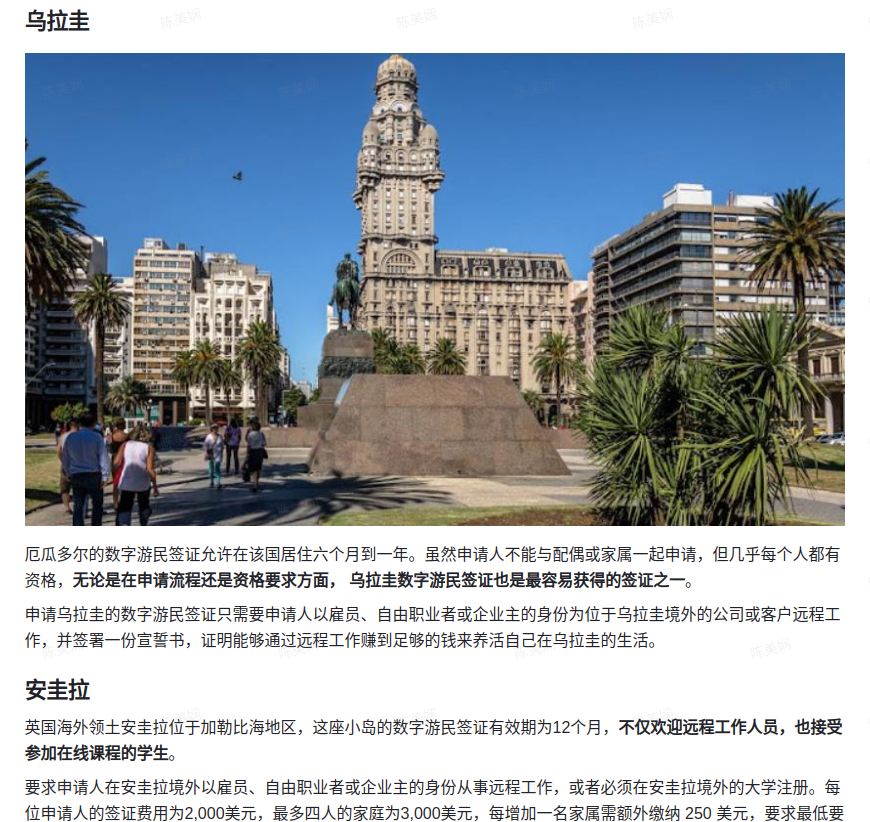 乌拉圭
厄瓜多尔的数字游民签证允许在该国居住六个月到一年。虽然申请人不能与配偶或家属一起申请，但几乎每个人都有
资格，无论是在申请流程还是资格要求方面， 乌拉圭数字游民签证也是最容易获得的签证之一。
申请乌拉圭的数字游民签证只需要申请人以雇员、自由职业者或企业主的身份为位于乌拉圭境外的公司或客户远程工
作，并签署一份宣誓书，证明能够通过远程工作赚到足够的钱来养活自己在乌拉圭的生活。
安圭拉
英国海外领土安圭拉位于加勒比海地区，这座小岛的数字游民签证有效期为12个月，不仅欢迎远程工作人员，也接受
参加在线课程的学生。
要求申请人在安圭拉境外以雇员、自由职业者或企业主的身份从事远程工作，或者必须在安圭拉境外的大学注册。每
位申请人的签证费用为2,000美元，最多四人的家庭为3,000美元，每增加一名家属需额外缴纳 250 美元，要求最低要